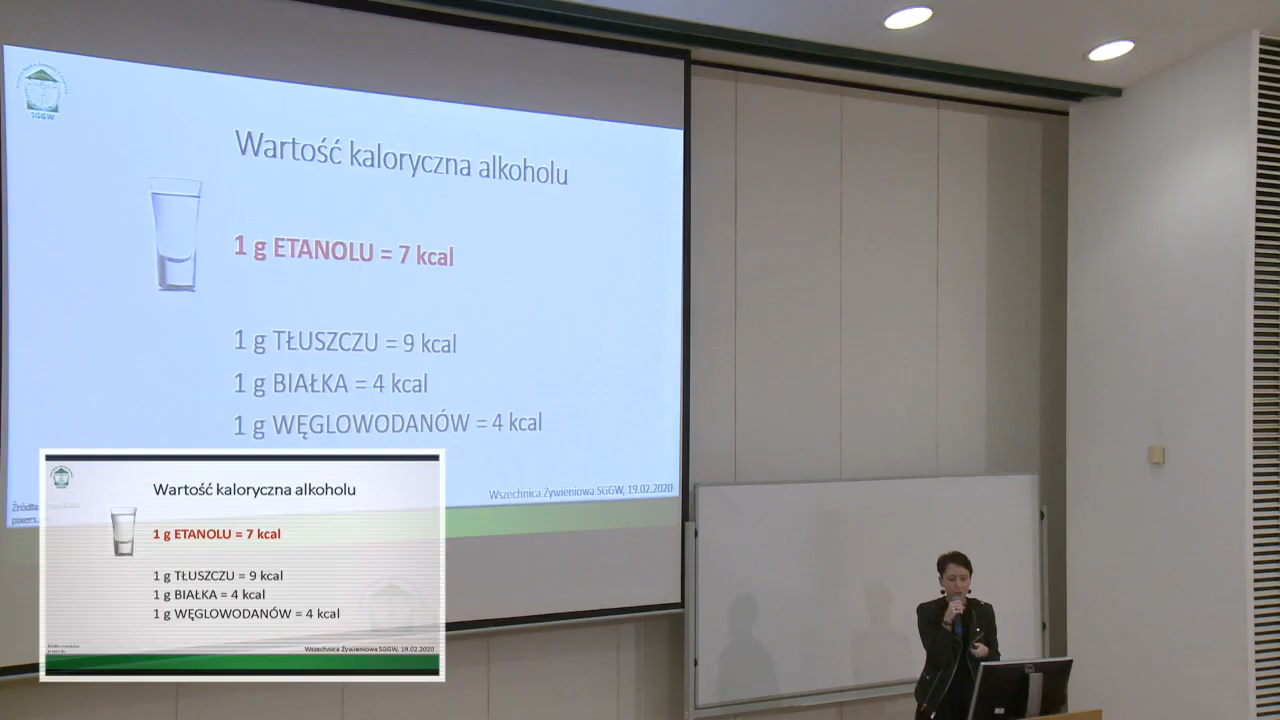 SGGW
Wartość kaloryczna alkoholu
1 g ETANOLU = 7 kcal
1 g TŁUSZCZU = 9 kcal
1 g BIAŁKA = 4 kcal
1 g WĘGLOWODANÓW = 4 kcal
Wszechnica Żywieniowa SGGW, 19.02.2020
Wartość kaloryczna alkoholu
1 g ETANOLU = 7 kcal
1 g TŁUSZCZU = 9 kcal
1 g BIAŁKA = 4 kcal
1 g WĘGLOWODANÓW = 4 kcal
Wszechnica Żywieniowa SGGW, 19.02.2020